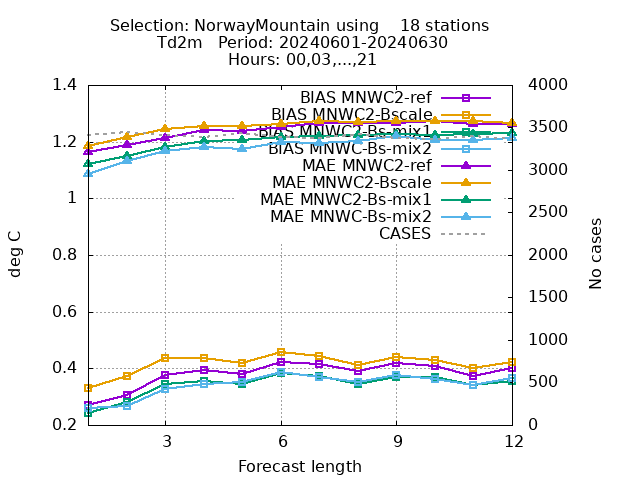 Selection: NorwayMountain using 18 stations
Td2m Period: 20240601-20240630
Hours: 00,03,...,21
1.4
1.2
1
0.8
0.6
0.4
0.2
deg C
4000
3500
3000
2500
2000
1500
1000
500
0
No cases
BIAS MNWC2-ref
BIAS MNWC2-Bscale
BIAS MNWC2-Bs-mix1
BIAS MNWC-Bs-mix2
MAE MNWC2-ref
MAE MNWC2-Bscale
MAE MNWC2-Bs-mix1
MAE MNWC-Bs-mix2
CASES
3
6
9
12
Forecast length